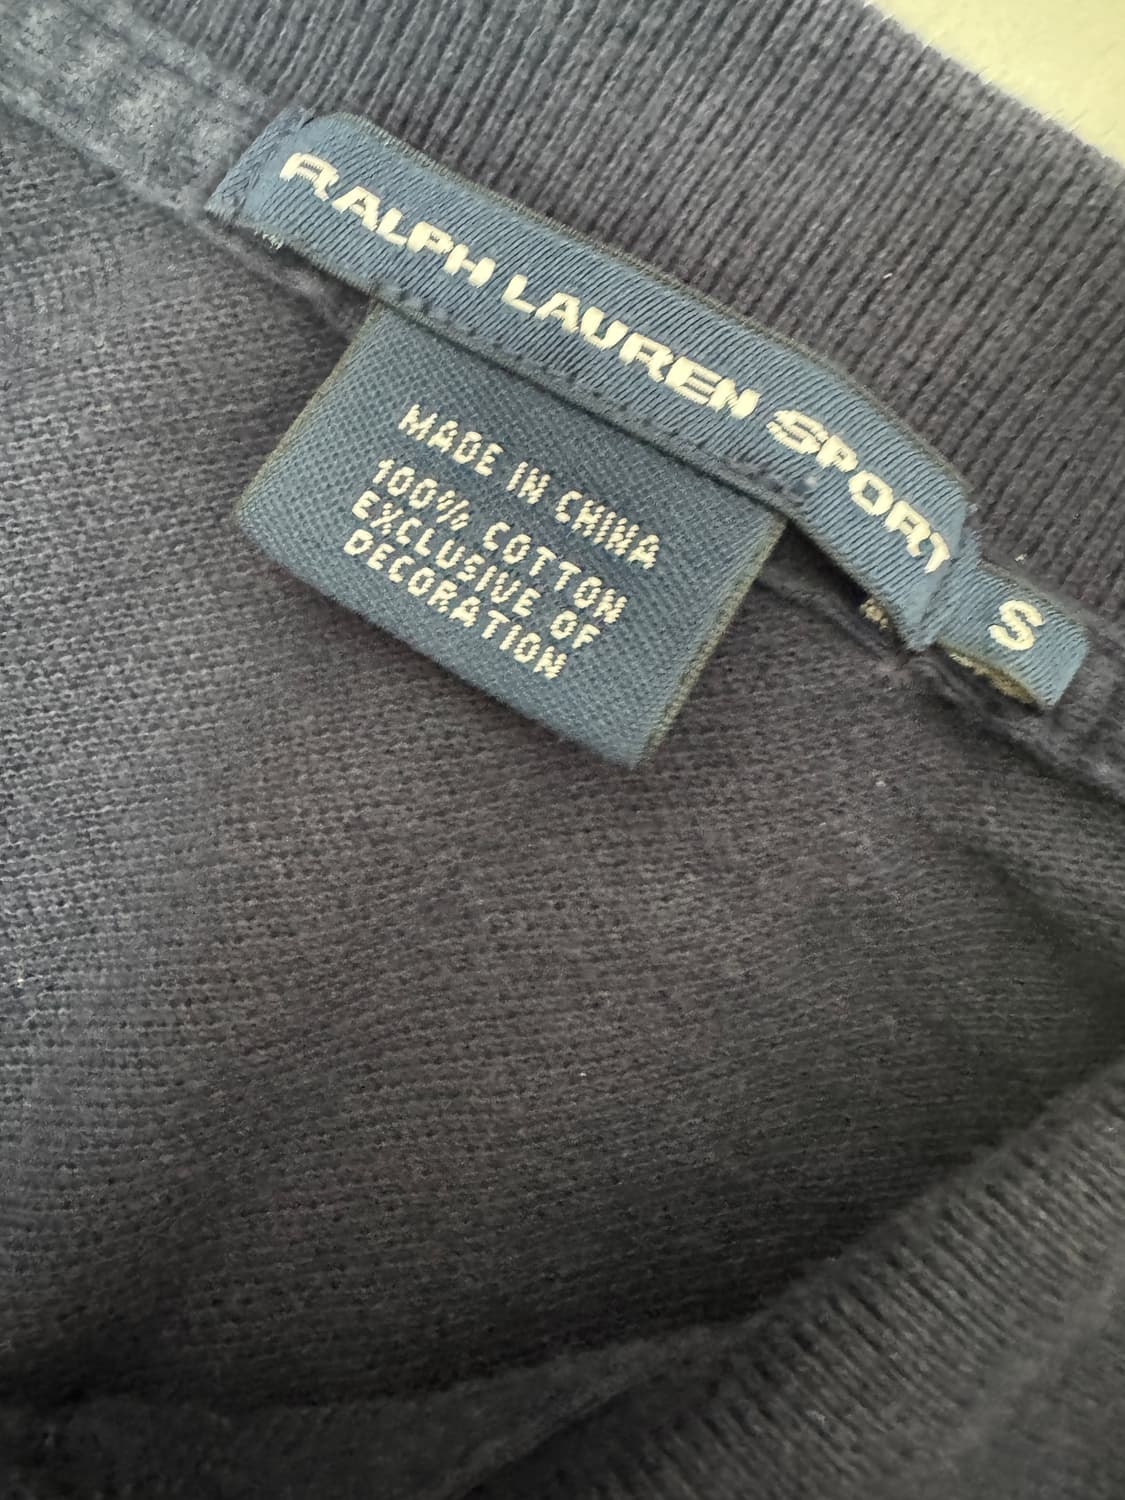 RALPH LAUREN SPORT
S
MADE IN CHINA
100% COTTON
EXCLUSIVE OF
DECORATION